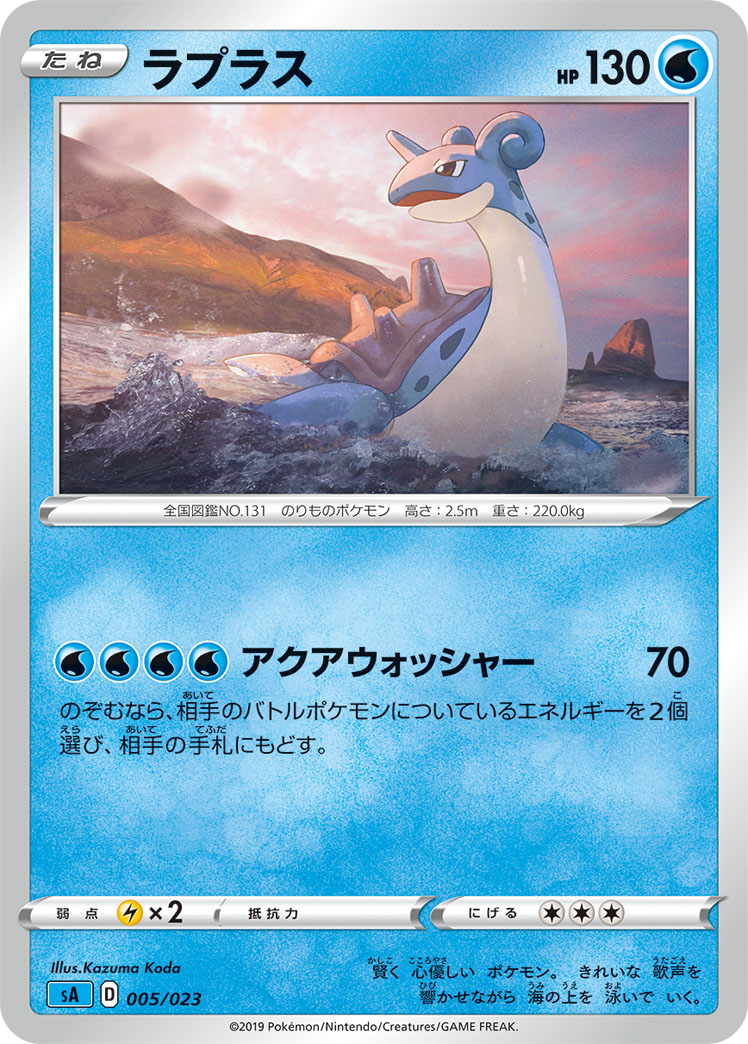 たね ラプラス HP 130
全国図鑑NO.131 のりものポケモン 高さ：2.5m 重さ：220.0kg
アクアウォッシャー 70
のぞむなら、相手のバトルポケモンについているエネルギーを2個
選び、相手の手札にもどす。
弱点 ×2 抵抗力 にげる
Illus.Kazuma Koda
賢く 心優しい ポケモン。 きれいな 歌声を
響かせながら 海の上を 泳いで いく。
sA D 005/023
©2019 Pokémon/Nintendo/Creatures/GAME FREAK.